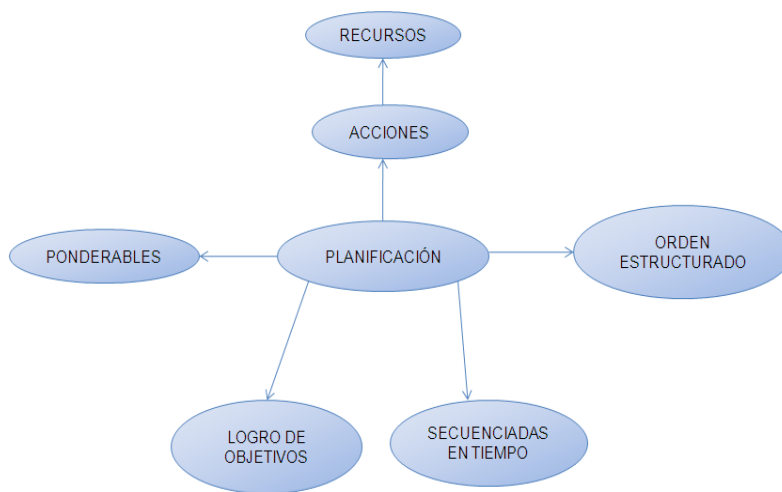 RECURSOS
ACCIONES
PONDERABLES
PLANIFICACIÓN
ORDEN
ESTRUCTURADO
LOGRO DE
OBJETIVOS
SECUENCIADAS
EN TIEMPO